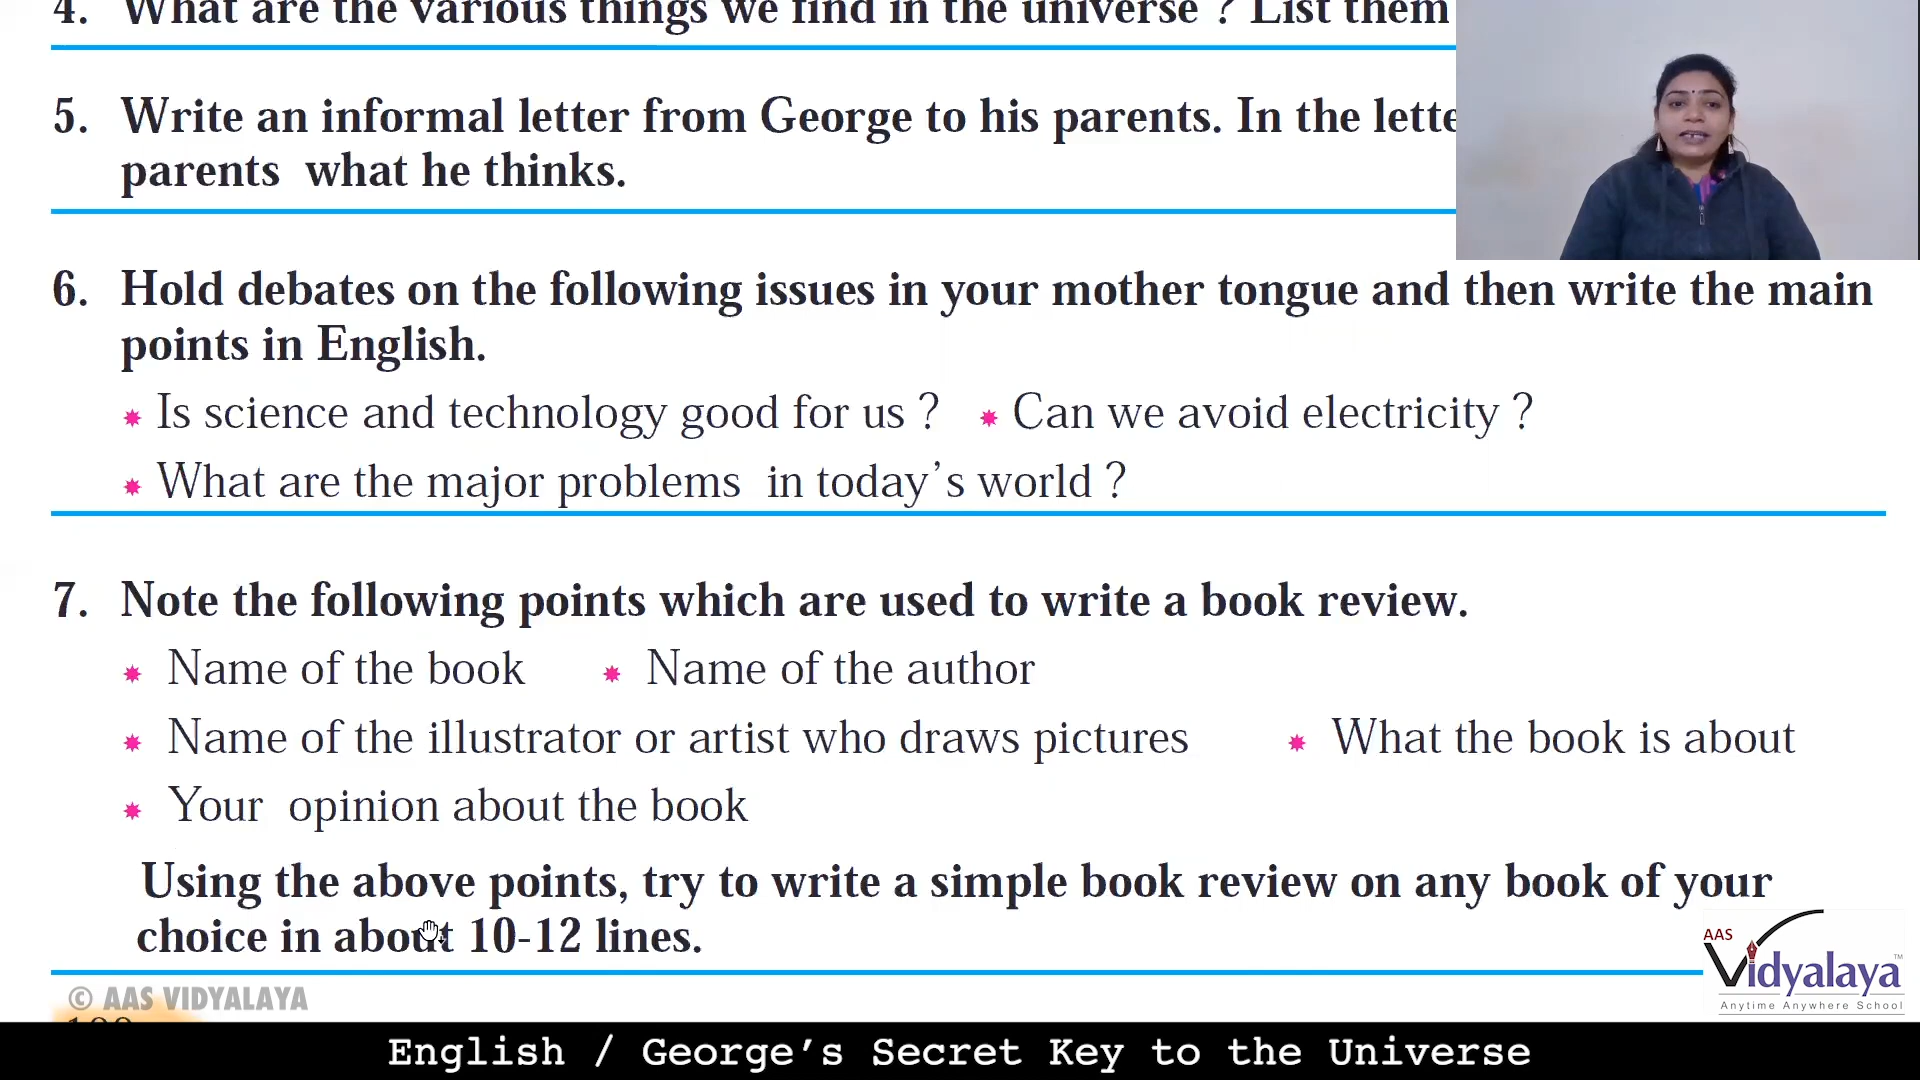 4. What are the various things we find in the universe ? List them
5. Write an informal letter from George to his parents. In the lette
parents what he thinks.
6. Hold debates on the following issues in your mother tongue and then write the main
points in English.
* Is science and technology good for us ? * Can we avoid electricity ?
* What are the major problems in today's world ?
7. Note the following points which are used to write a book review.
* Name of the book * Name of the author
* Name of the illustrator or artist who draws pictures * What the book is about
* Your opinion about the book
Using the above points, try to write a simple book review on any book of your
choice in about 10-12 lines.
AAS
Vidyalaya™
Anytime Anywhere School
© AAS VIDYALAYA
English / George's Secret Key to the Universe